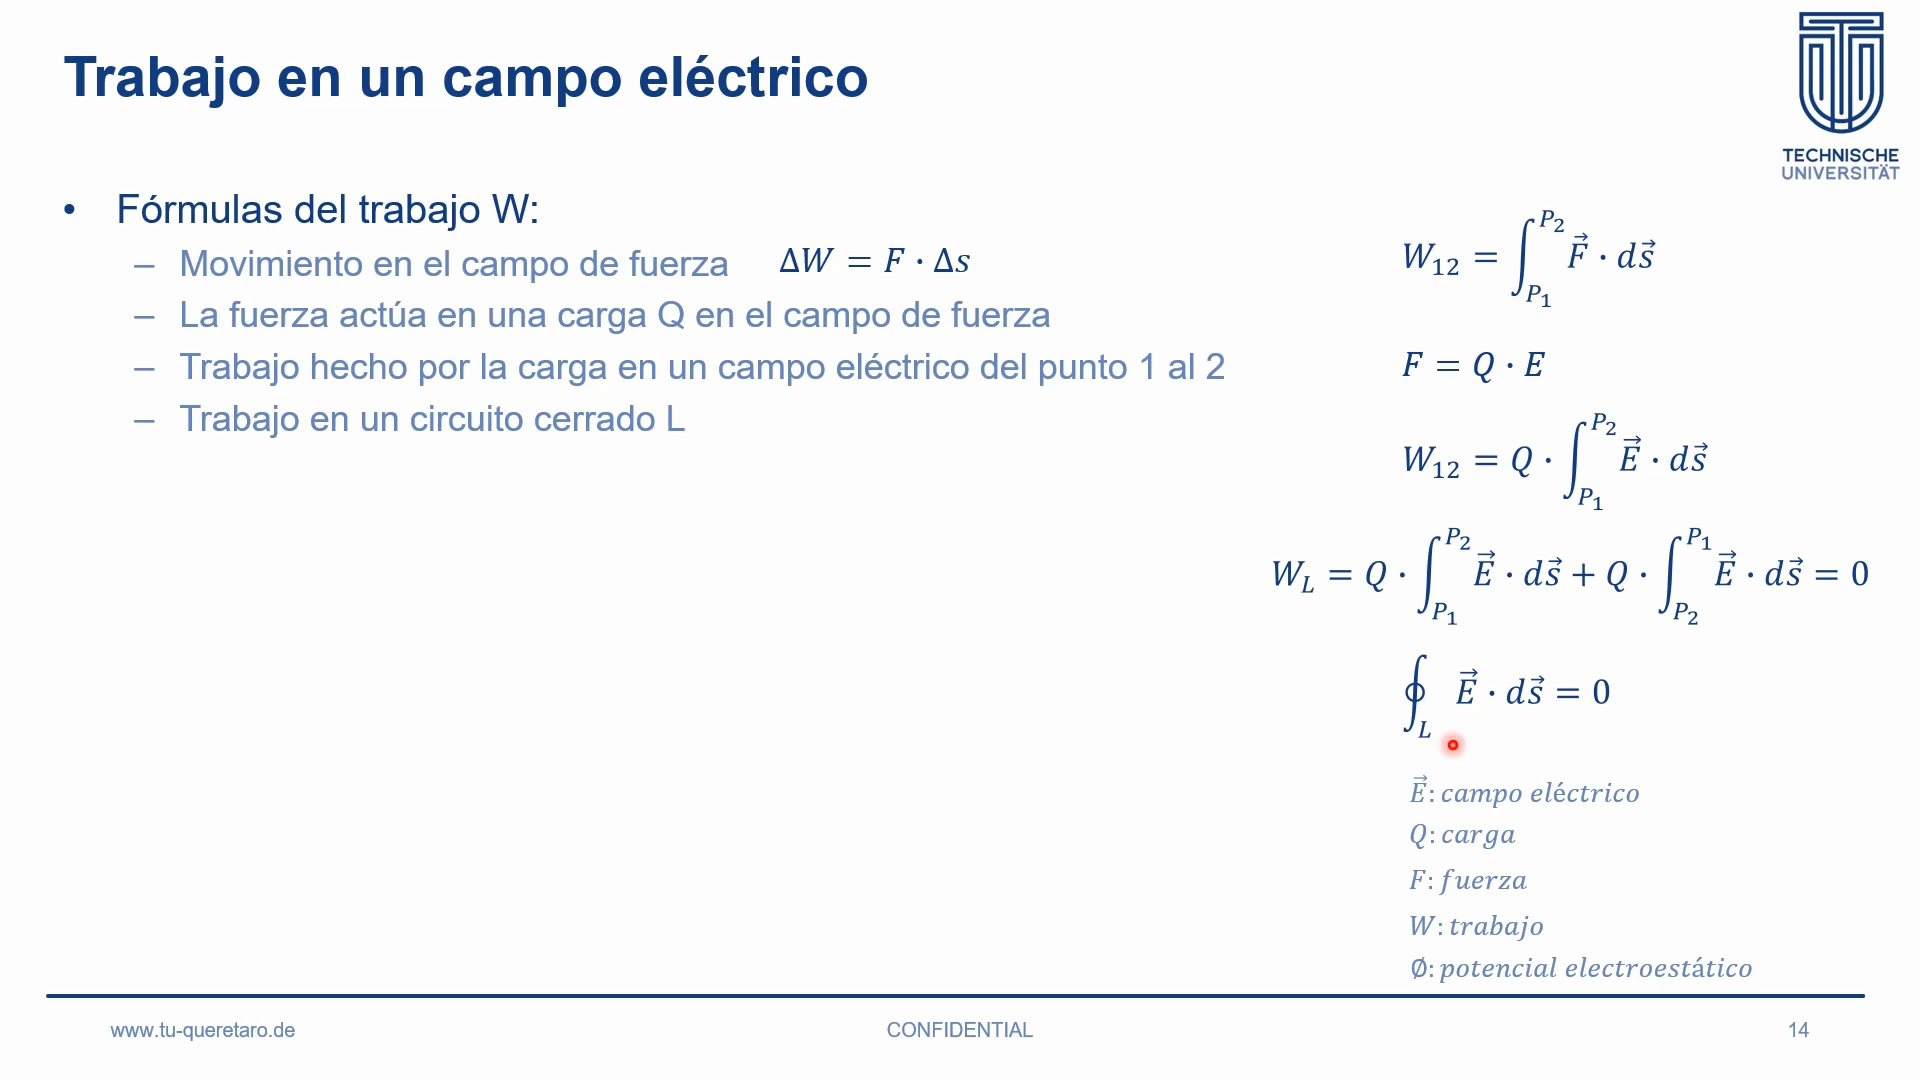 Trabajo en un campo eléctrico
TECHNISCHE
UNIVERSITÄT
• Fórmulas del trabajo W:
– Movimiento en el campo de fuerza ΔW = F · Δs
– La fuerza actúa en una carga Q en el campo de fuerza
– Trabajo hecho por la carga en un campo eléctrico del punto 1 al 2
– Trabajo en un circuito cerrado L
W₁₂ = ∫_{P₁}^{P₂} F⃗ · ds⃗
F = Q · E
W₁₂ = Q · ∫_{P₁}^{P₂} E⃗ · ds⃗
W_L = Q · ∫_{P₁}^{P₂} E⃗ · ds⃗ + Q · ∫_{P₂}^{P₁} E⃗ · ds⃗ = 0
∮_L E⃗ · ds⃗ = 0
E⃗: campo eléctrico
Q: carga
F: fuerza
W: trabajo
∅: potencial electroestático
www.tu-queretaro.de
CONFIDENTIAL
14